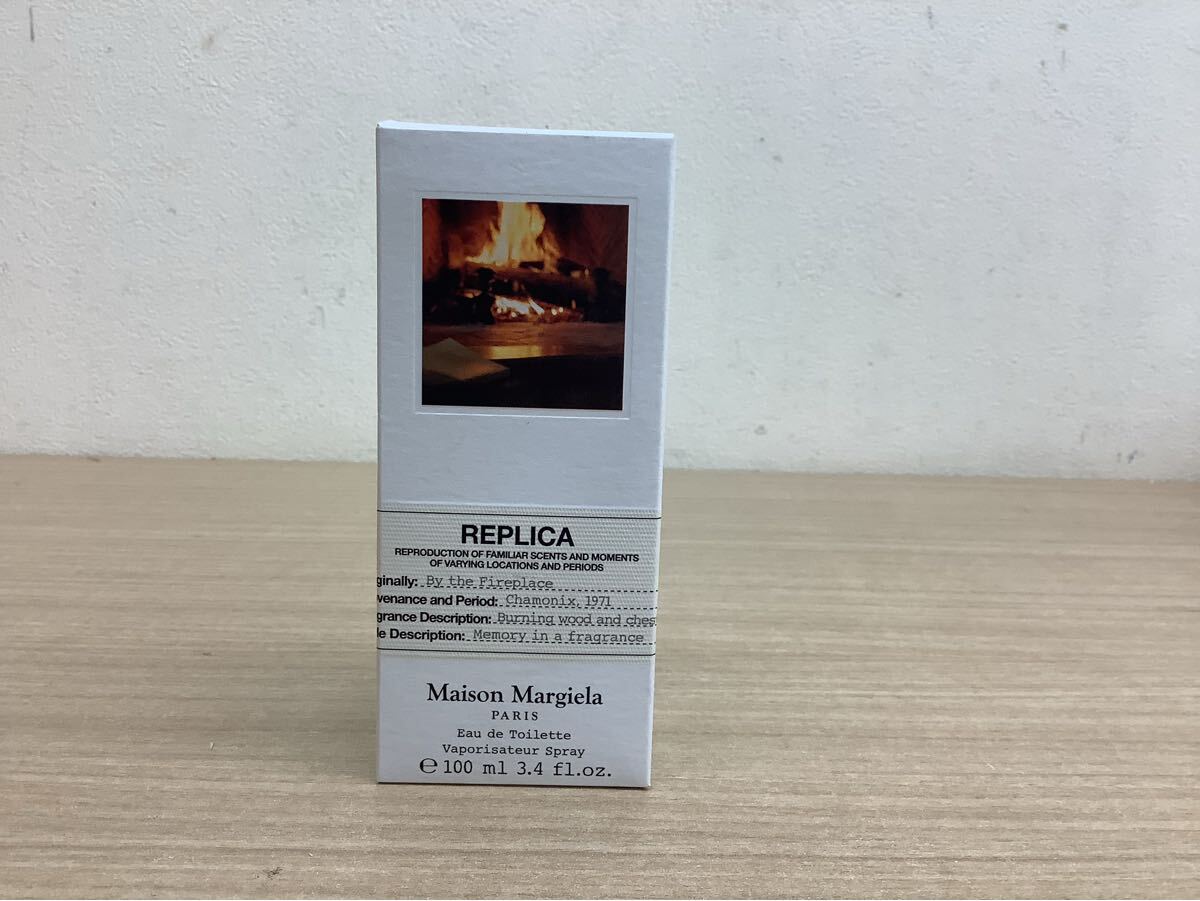 REPLICA
REPRODUCTION OF FAMILIAR SCENTS AND MOMENTS
OF VARYING LOCATIONS AND PERIODS
ginally: By the Fireplace
venance and Period: Chamonix, 1971
grance Description: Burning wood and ches
le Description: Memory in a fragrance
Maison Margiela
PARIS
Eau de Toilette
Vaporisateur Spray
℮ 100 ml 3.4 fl.oz.